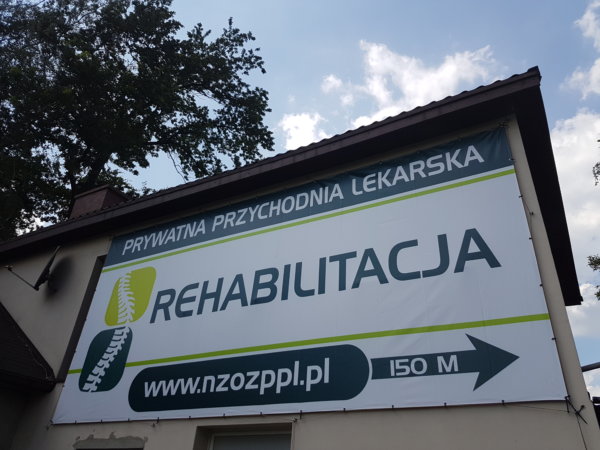 PRYWATNA PRZYCHODNIA LEKARSKA
REHABILITACJA
www.nzozppl.pl 150 M